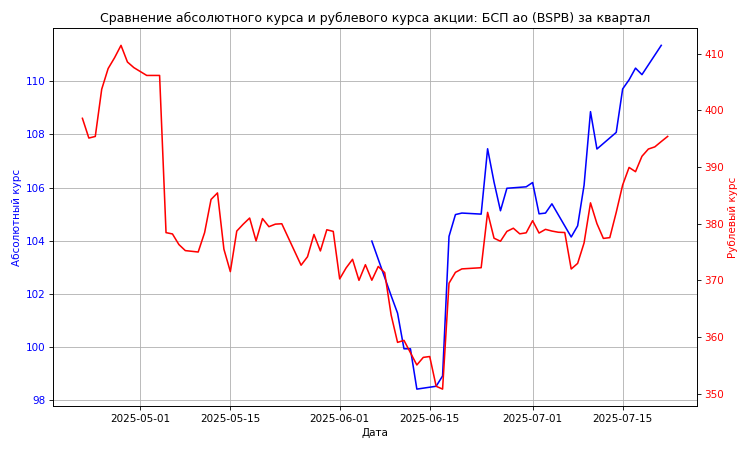 Сравнение абсолютного курса и рублевого курса акции: БСП ао (BSPB) за квартал
110
108
106
104
102
100
98
Абсолютный курс
410
400
390
380
370
360
350
Рублевый курс
2025-05-01 2025-05-15 2025-06-01 2025-06-15 2025-07-01 2025-07-15
Дата